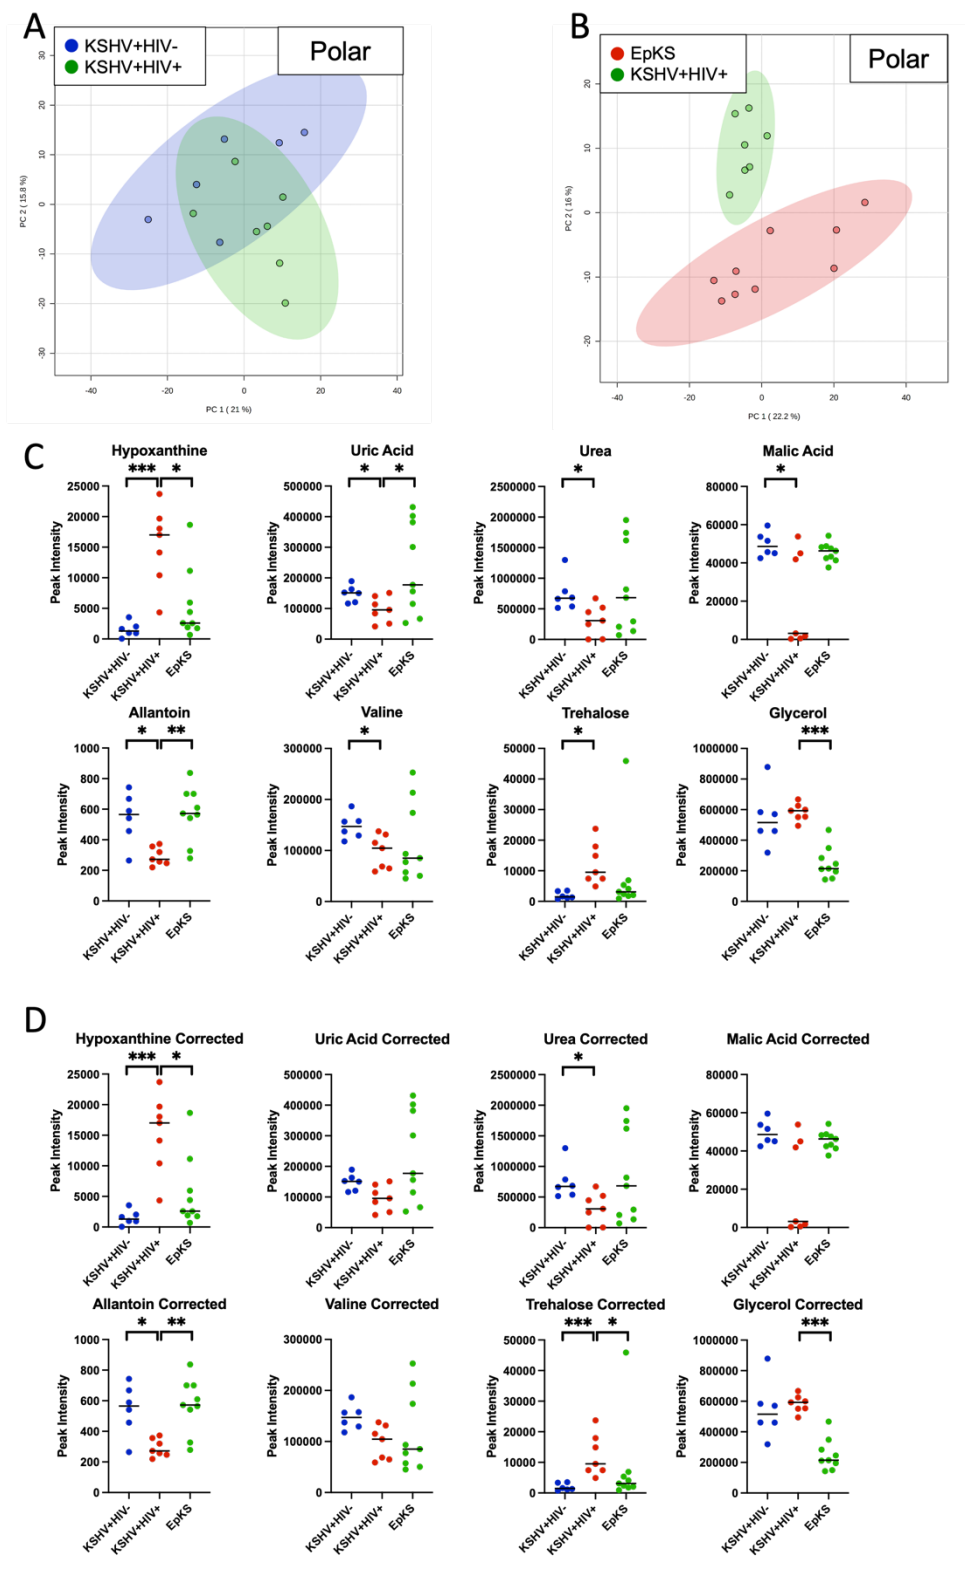 A
KSHV+HIV-
KSHV+HIV+
Polar
30
20
10
0
-10
-20
-30
PC 2 ( 15.8 %)
-40
-20
0
20
40
PC 1 ( 21 %)
B
EpKS
KSHV+HIV+
Polar
20
10
0
-10
-20
PC 2 ( 16 %)
-40
-20
0
20
40
PC 1 ( 22.2 %)
C
Hypoxanthine
*** *
25000
20000
15000
10000
5000
0
Peak Intensity
KSHV+HIV-
KSHV+HIV+
EpKS
Uric Acid
* *
500000
400000
300000
200000
100000
0
Peak Intensity
KSHV+HIV-
KSHV+HIV+
EpKS
Urea
*
2500000
2000000
1500000
1000000
500000
0
Peak Intensity
KSHV+HIV-
KSHV+HIV+
EpKS
Malic Acid
*
80000
60000
40000
20000
0
Peak Intensity
KSHV+HIV-
KSHV+HIV+
EpKS
Allantoin
* **
1000
800
600
400
200
0
Peak Intensity
KSHV+HIV-
KSHV+HIV+
EpKS
Valine
*
300000
200000
100000
0
Peak Intensity
KSHV+HIV-
KSHV+HIV+
EpKS
Trehalose
*
50000
40000
30000
20000
10000
0
Peak Intensity
KSHV+HIV-
KSHV+HIV+
EpKS
Glycerol
***
1000000
800000
600000
400000
200000
0
Peak Intensity
KSHV+HIV-
KSHV+HIV+
EpKS
D
Hypoxanthine Corrected
*** *
25000
20000
15000
10000
5000
0
Peak Intensity
KSHV+HIV-
KSHV+HIV+
EpKS
Uric Acid Corrected
500000
400000
300000
200000
100000
0
Peak Intensity
KSHV+HIV-
KSHV+HIV+
EpKS
Urea Corrected
*
2500000
2000000
1500000
1000000
500000
0
Peak Intensity
KSHV+HIV-
KSHV+HIV+
EpKS
Malic Acid Corrected
80000
60000
40000
20000
0
Peak Intensity
KSHV+HIV-
KSHV+HIV+
EpKS
Allantoin Corrected
* **
1000
800
600
400
200
0
Peak Intensity
KSHV+HIV-
KSHV+HIV+
EpKS
Valine Corrected
300000
200000
100000
0
Peak Intensity
KSHV+HIV-
KSHV+HIV+
EpKS
Trehalose Corrected
*** *
50000
40000
30000
20000
10000
0
Peak Intensity
KSHV+HIV-
KSHV+HIV+
EpKS
Glycerol Corrected
***
1000000
800000
600000
400000
200000
0
Peak Intensity
KSHV+HIV-
KSHV+HIV+
EpKS